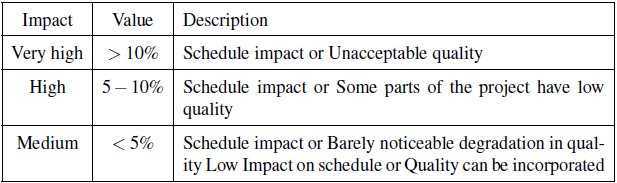 Impact Value Description
Very high > 10% Schedule impact or Unacceptable quality
High 5 – 10% Schedule impact or Some parts of the project have low
quality
Medium < 5% Schedule impact or Barely noticeable degradation in qual-
ity Low Impact on schedule or Quality can be incorporated